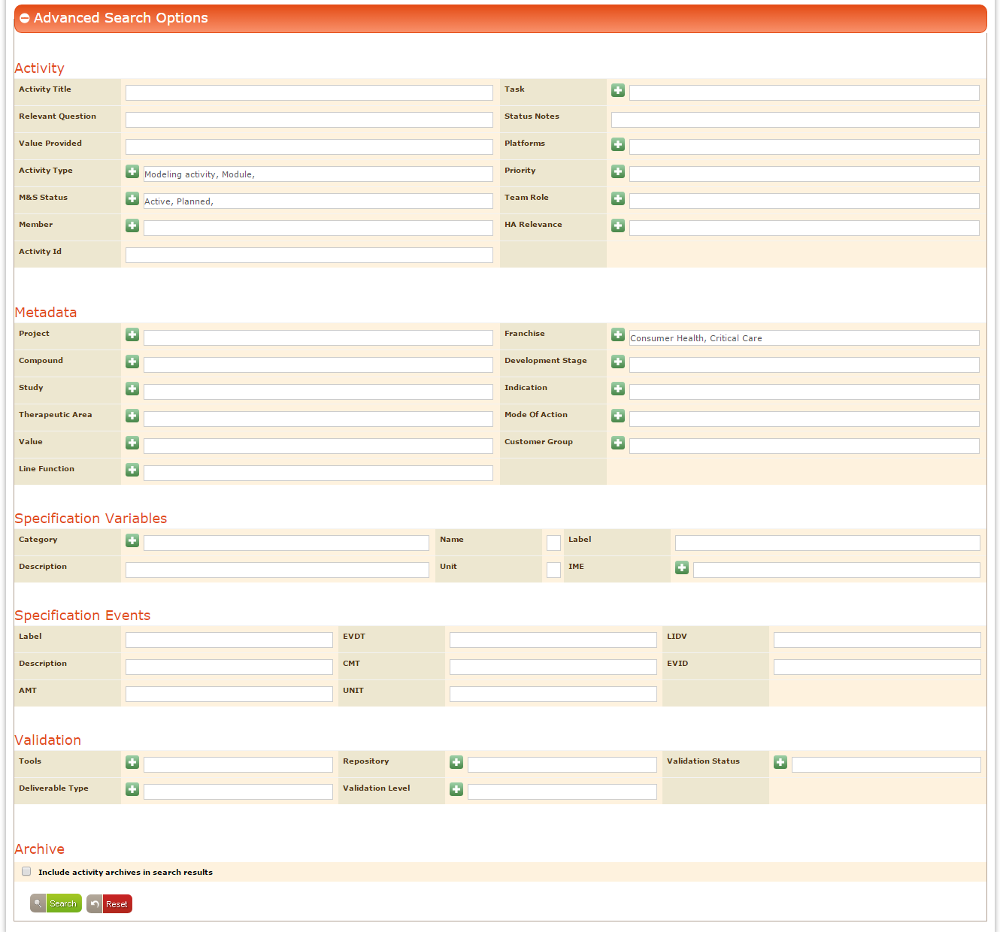 Advanced Search Options
Activity
Activity Title
Task
Relevant Question
Status Notes
Value Provided
Platforms
Activity Type Modeling activity, Module,
Priority
M&S Status Active, Planned,
Team Role
Member
HA Relevance
Activity Id
Metadata
Project
Franchise Consumer Health, Critical Care
Compound
Development Stage
Study
Indication
Therapeutic Area
Mode Of Action
Value
Customer Group
Line Function
Specification Variables
Category
Name
Label
Description
Unit
IME
Specification Events
Label
EVDT
LIDV
Description
CMT
EVID
AMT
UNIT
Validation
Tools
Repository
Validation Status
Deliverable Type
Validation Level
Archive
Include activity archives in search results
Search
Reset